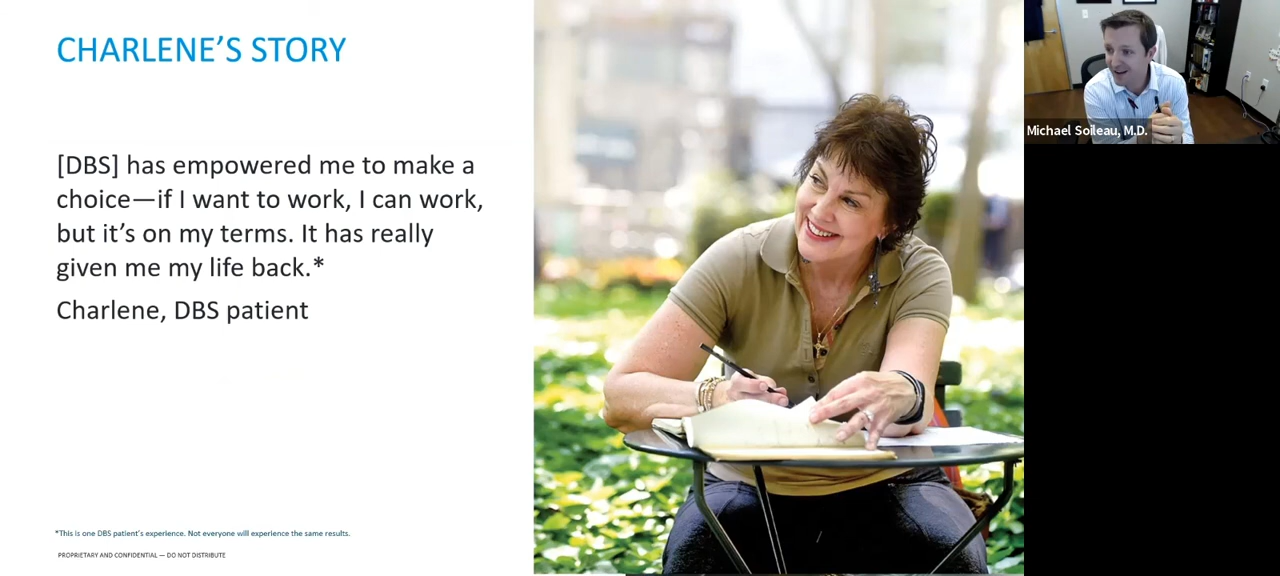 CHARLENE’S STORY
[DBS] has empowered me to make a
choice—if I want to work, I can work,
but it’s on my terms. It has really
given me my life back.*
Charlene, DBS patient
*This is one DBS patient’s experience. Not everyone will experience the same results.
PROPRIETARY AND CONFIDENTIAL — DO NOT DISTRIBUTE
Michael Soileau, M.D.